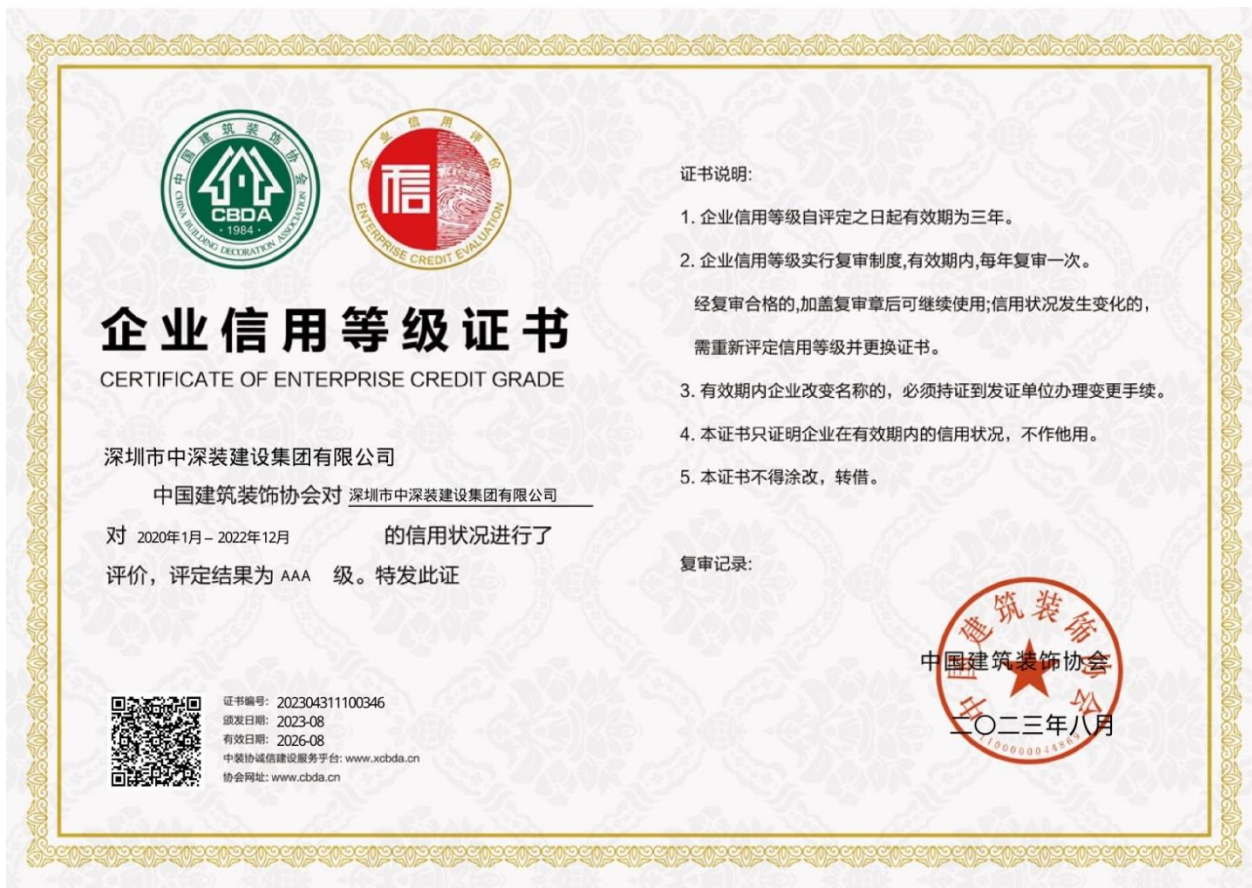 中国建筑装饰协会
CBDA
·1984·
CHINA BUILDING DECORATION ASSOCIATION
企业信用评价
信
ENTERPRISE CREDIT EVALUATION
企业信用等级证书
CERTIFICATE OF ENTERPRISE CREDIT GRADE
深圳市中深装建设集团有限公司
中国建筑装饰协会对 深圳市中深装建设集团有限公司
对 2020年1月－2022年12月 的信用状况进行了
评价，评定结果为 AAA 级。特发此证
证书编号: 202304311100346
颁发日期: 2023-08
有效日期: 2026-08
中装协诚信建设服务平台: www.xcbda.cn
协会网址: www.cbda.cn
证书说明:
1. 企业信用等级自评定之日起有效期为三年。
2. 企业信用等级实行复审制度,有效期内,每年复审一次。
经复审合格的,加盖复审章后可继续使用;信用状况发生变化的，
需重新评定信用等级并更换证书。
3. 有效期内企业改变名称的，必须持证到发证单位办理变更手续。
4. 本证书只证明企业在有效期内的信用状况，不作他用。
5. 本证书不得涂改，转借。
复审记录:
中国建筑装饰协会
中国建筑装饰协会
二〇二三年八月